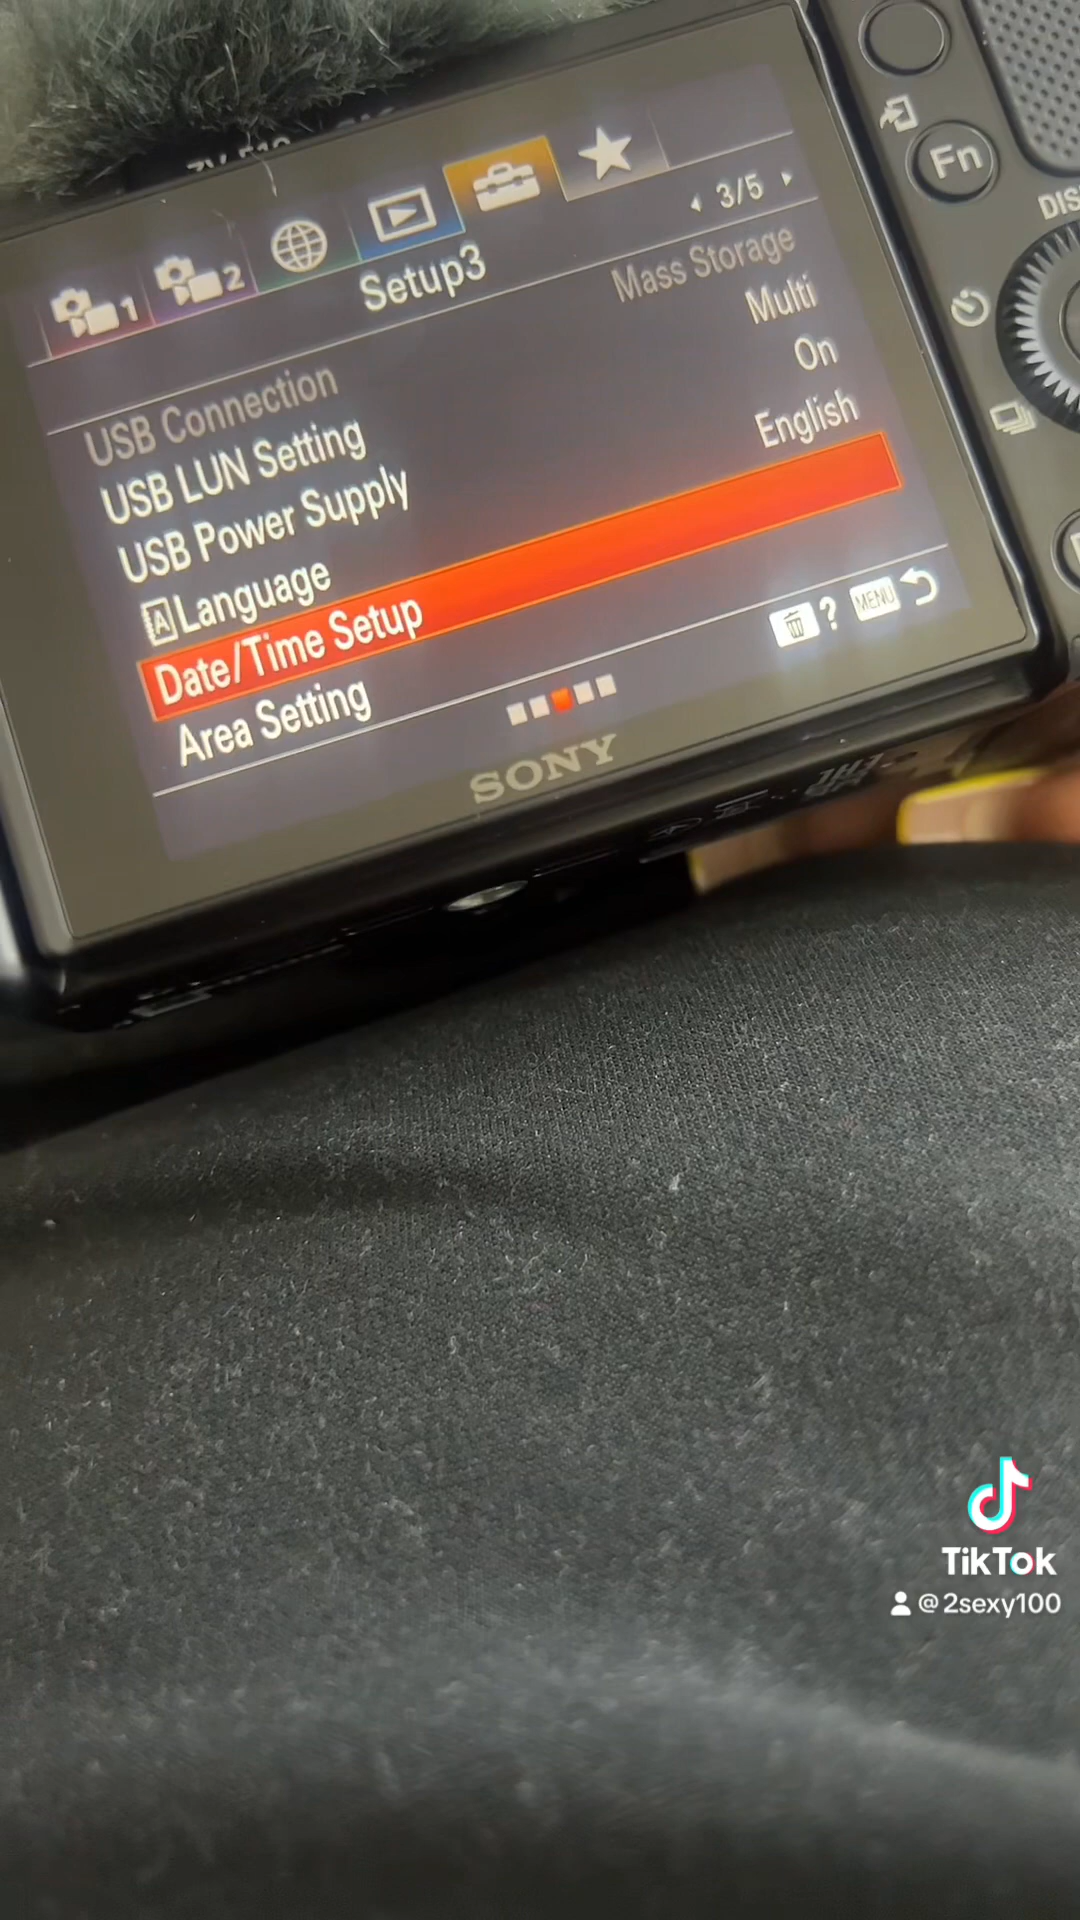 Fn
DIS
1
2
Setup3
3/5
USB Connection Mass Storage
USB LUN Setting Multi
USB Power Supply On
Language English
Date/Time Setup
Area Setting
? MENU
SONY
TikTok
@2sexy100